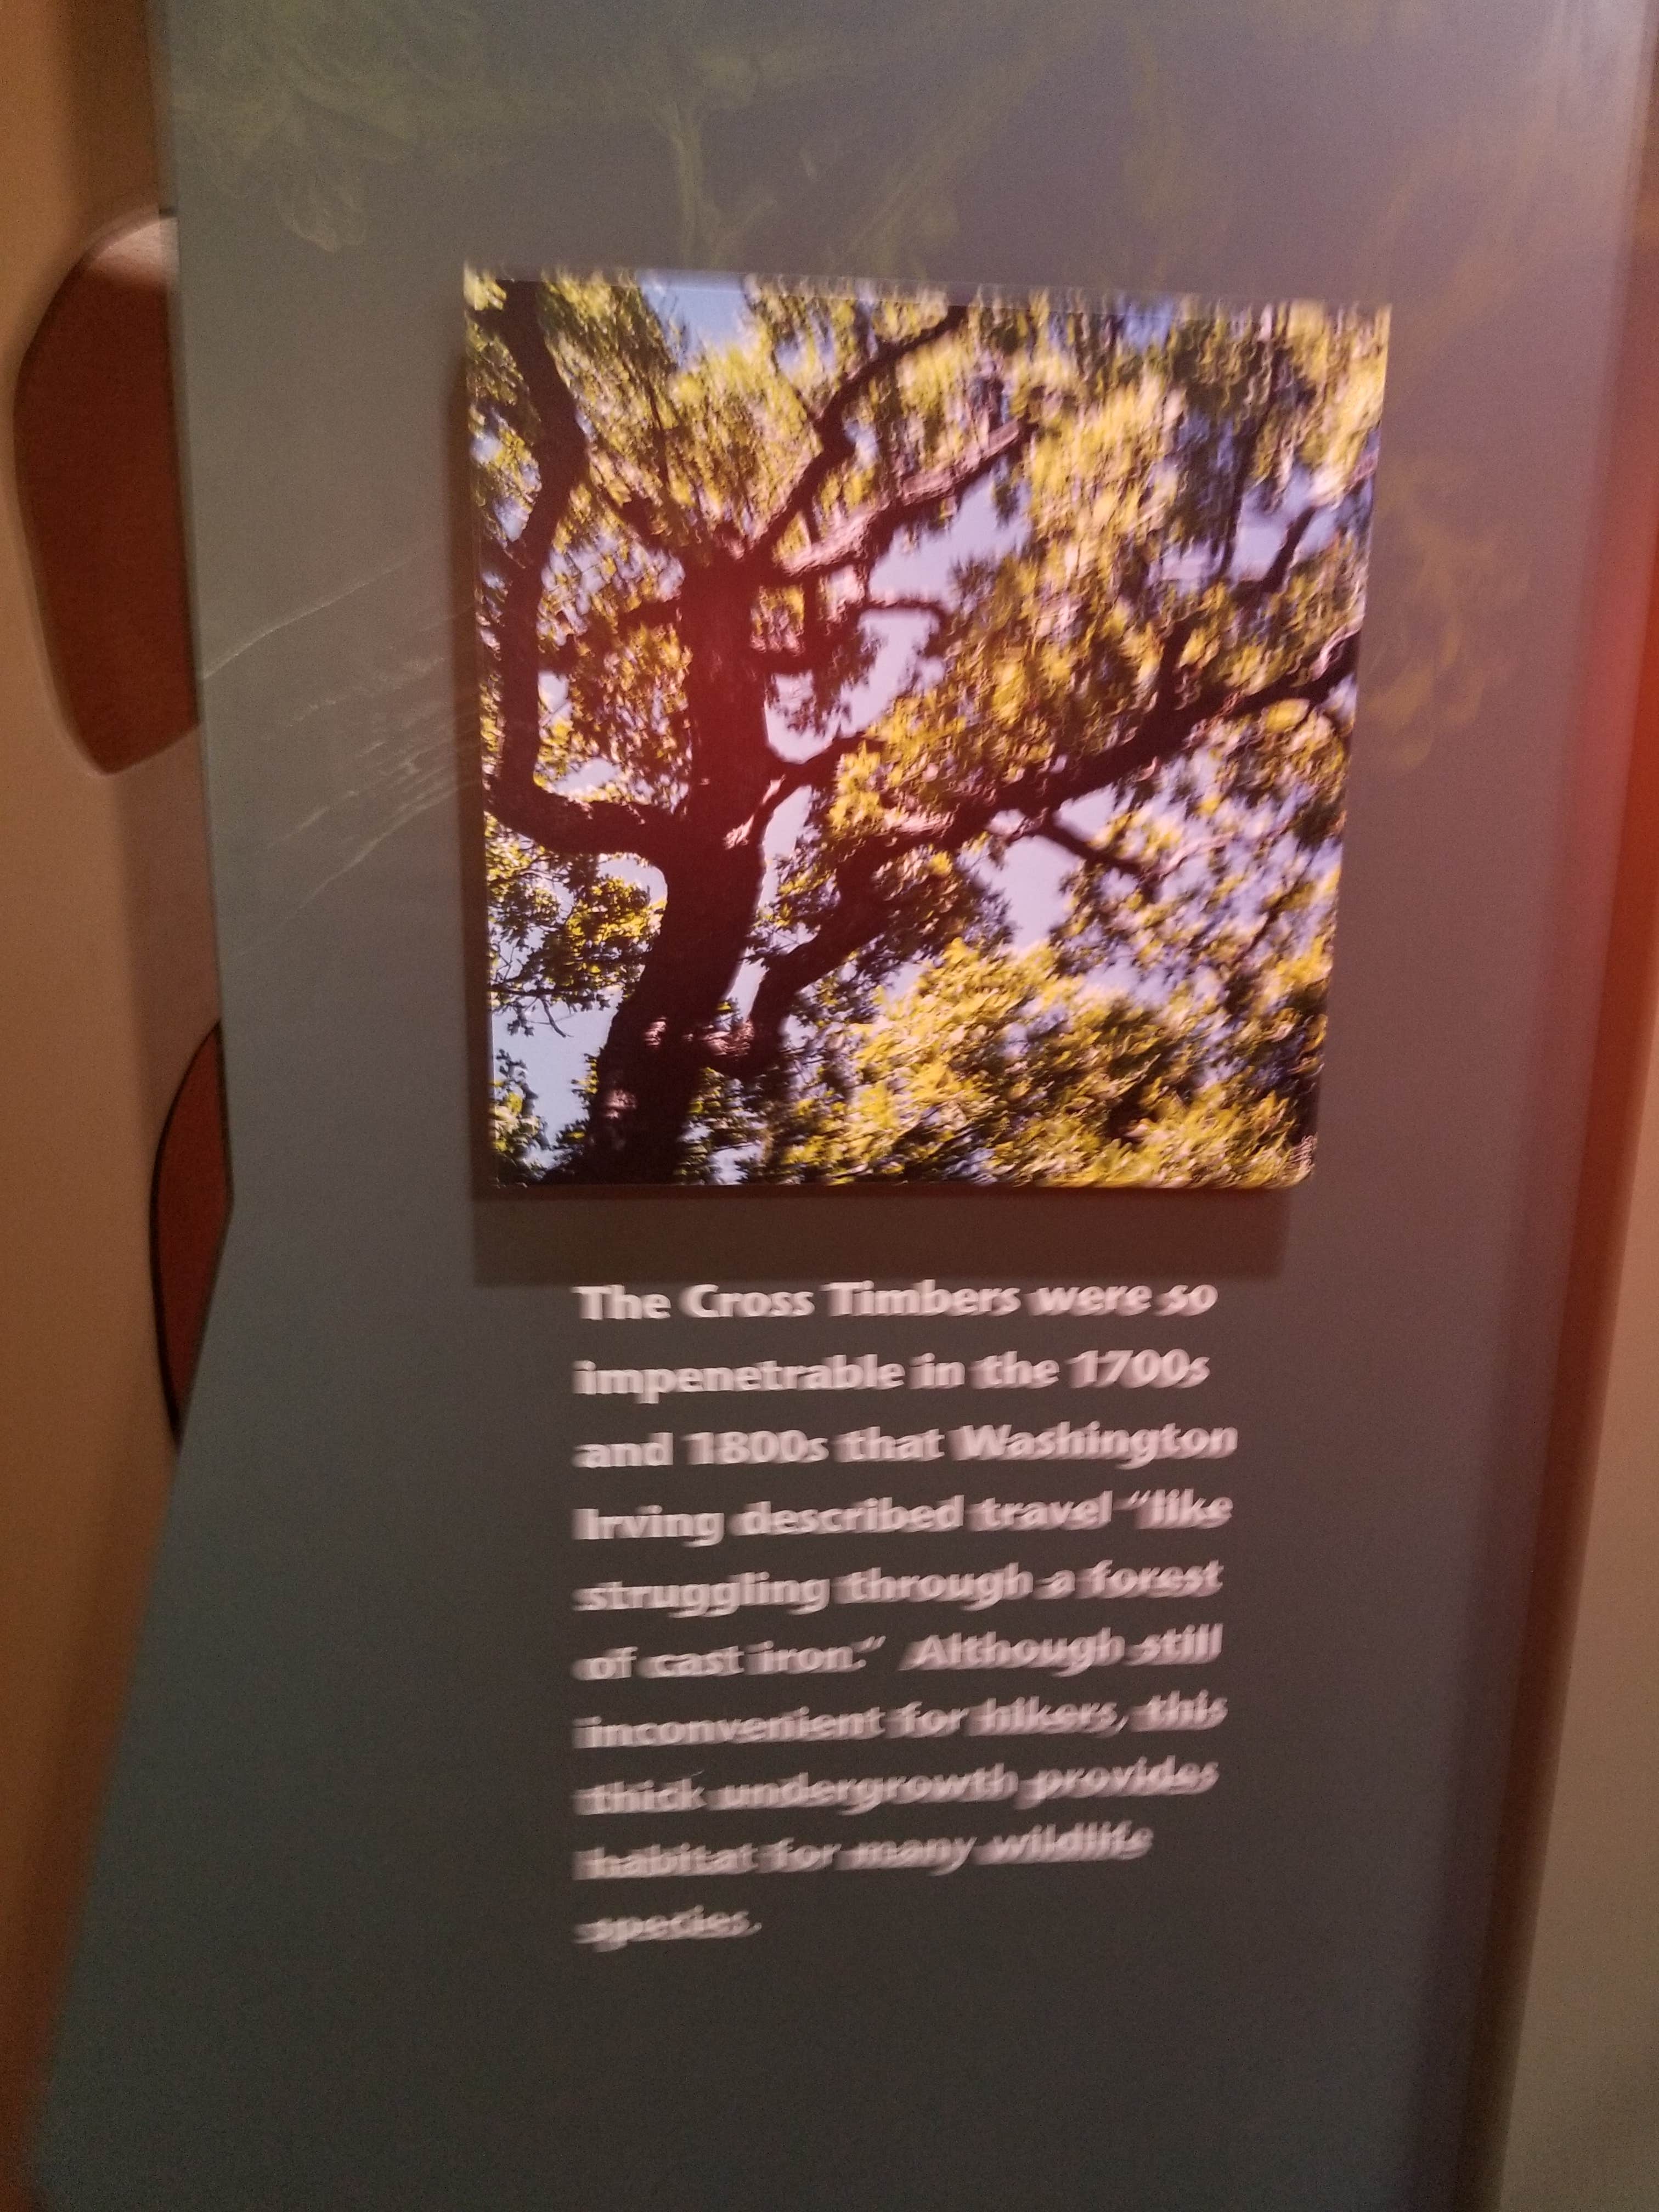 The Cross Timbers were so
impenetrable in the 1700s
and 1800s that Washington
Irving described travel “like
struggling through a forest
of cast iron.” Although still
inconvenient for hikers, this
thick undergrowth provides
habitat for many wildlife
species.